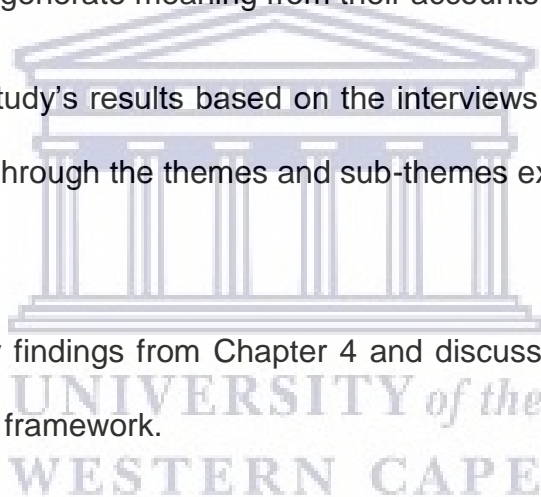 generate meaning from their accounts
tudy's results based on the interviews
hrough the themes and sub-themes ex
findings from Chapter 4 and discuss
UNIVERSITY of the
framework.
WESTERN CAPE